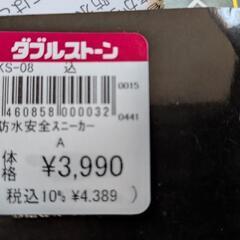 ダブルストーン
KS-08 込
0015
460858 000032
0441
防水安全スニーカー
A
体
価格 ¥3,990
税込10% ¥4.389 )